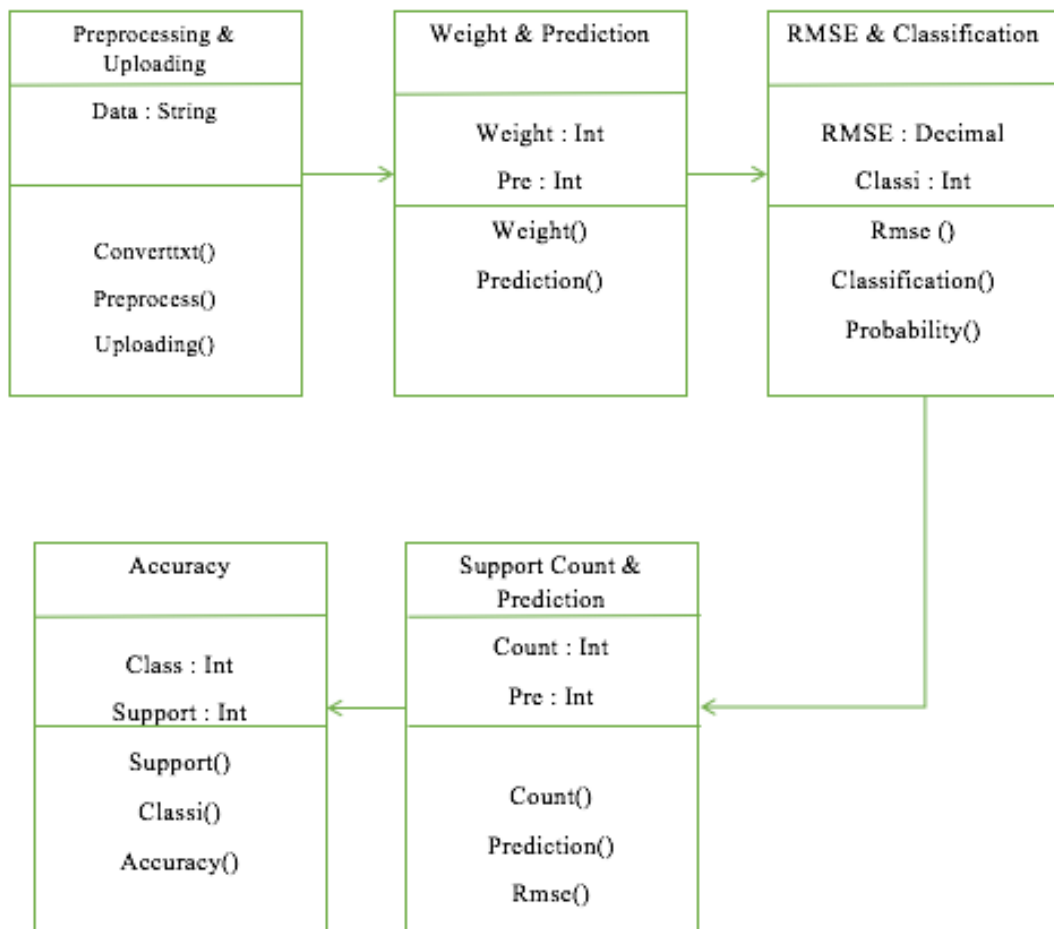 Preprocessing &
Uploading
Data : String
Converttxt()
Preprocess()
Uploading()
Weight & Prediction
Weight : Int
Pre : Int
Weight()
Prediction()
RMSE & Classification
RMSE : Decimal
Classi : Int
Rmse ()
Classification()
Probability()
Accuracy
Class : Int
Support : Int
Support()
Classi()
Accuracy()
Support Count &
Prediction
Count : Int
Pre : Int
Count()
Prediction()
Rmse()